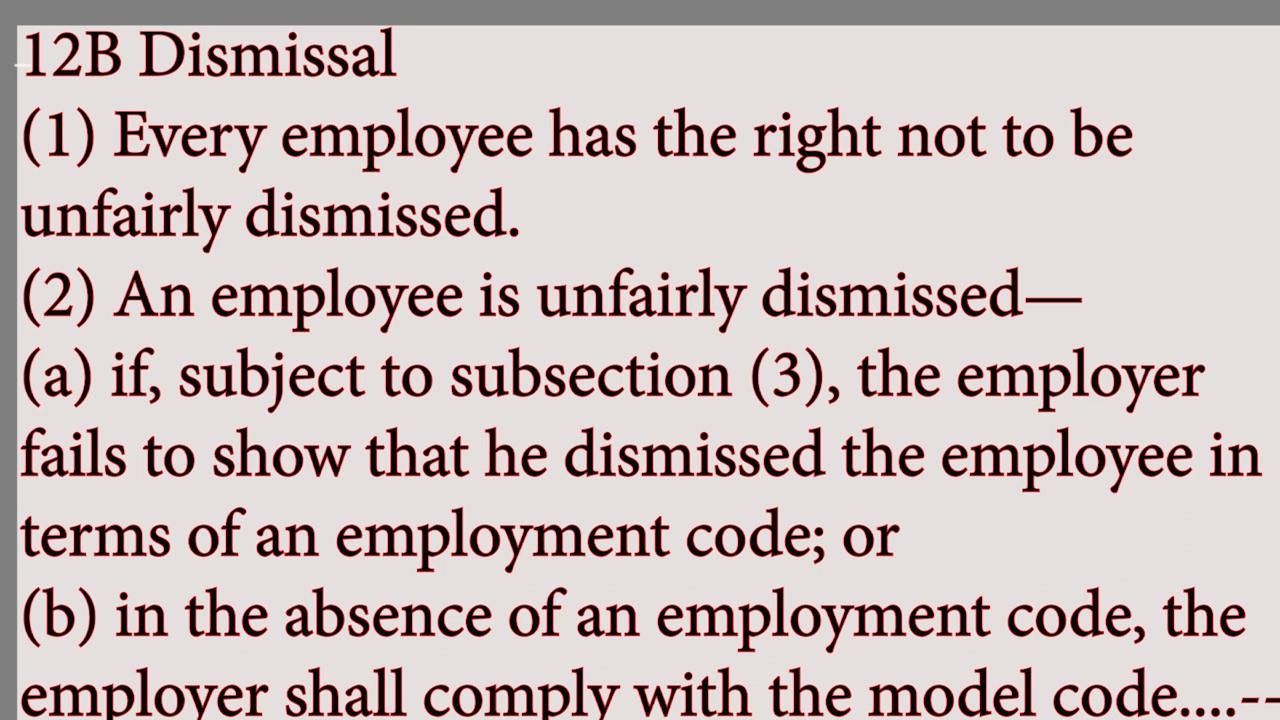 12B Dismissal
(1) Every employee has the right not to be
unfairly dismissed.
(2) An employee is unfairly dismissed—
(a) if, subject to subsection (3), the employer
fails to show that he dismissed the employee in
terms of an employment code; or
(b) in the absence of an employment code, the
employer shall comply with the model code....--